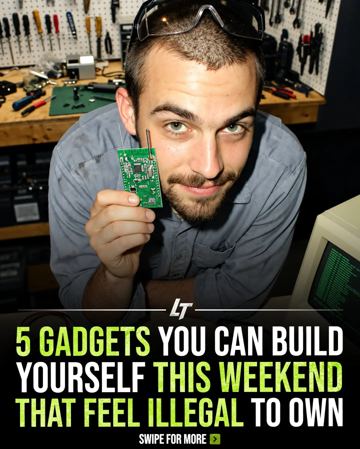 LT
5 GADGETS YOU CAN BUILD
YOURSELF THIS WEEKEND
THAT FEEL ILLEGAL TO OWN
SWIPE FOR MORE